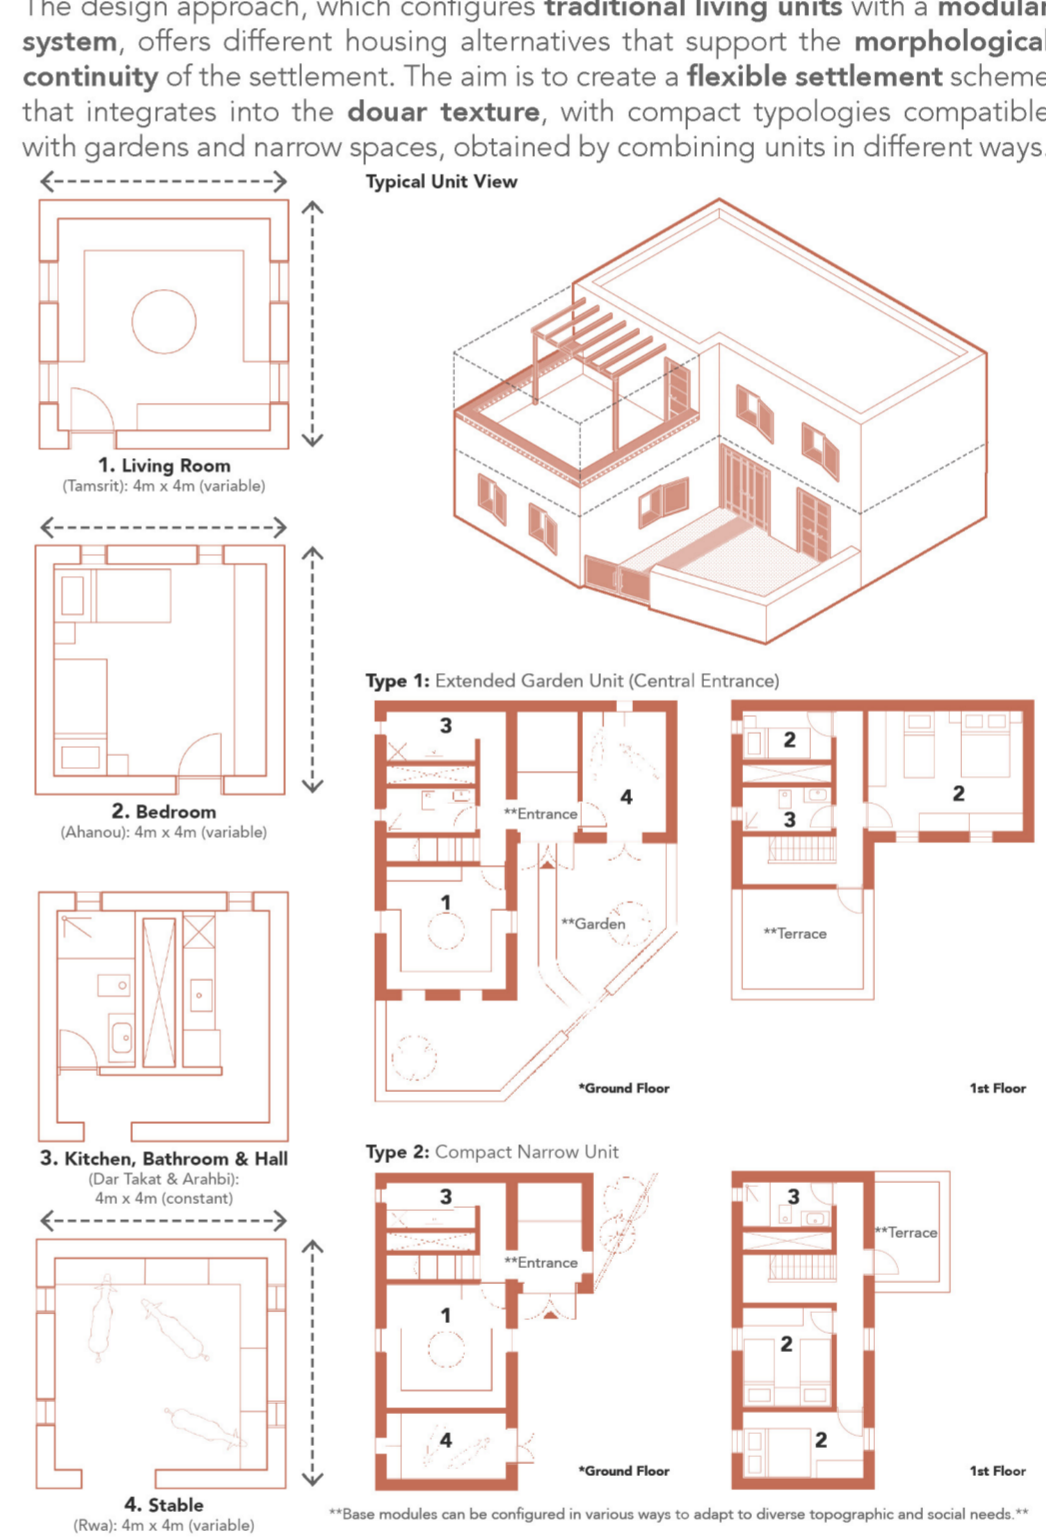 The design approach, which configures traditional living units with a modular
system, offers different housing alternatives that support the morphological
continuity of the settlement. The aim is to create a flexible settlement scheme
that integrates into the douar texture, with compact typologies compatible
with gardens and narrow spaces, obtained by combining units in different ways.
Typical Unit View
1. Living Room
(Tamsrit): 4m x 4m (variable)
2. Bedroom
(Ahanou): 4m x 4m (variable)
3. Kitchen, Bathroom & Hall
(Dar Takat & Arahbi):
4m x 4m (constant)
4. Stable
(Rwa): 4m x 4m (variable)
Type 1: Extended Garden Unit (Central Entrance)
3
**Entrance
4
1
**Garden
*Ground Floor
2
2
3
**Terrace
1st Floor
Type 2: Compact Narrow Unit
3
**Entrance
1
4
*Ground Floor
3
**Terrace
2
2
1st Floor
**Base modules can be configured in various ways to adapt to diverse topographic and social needs.**